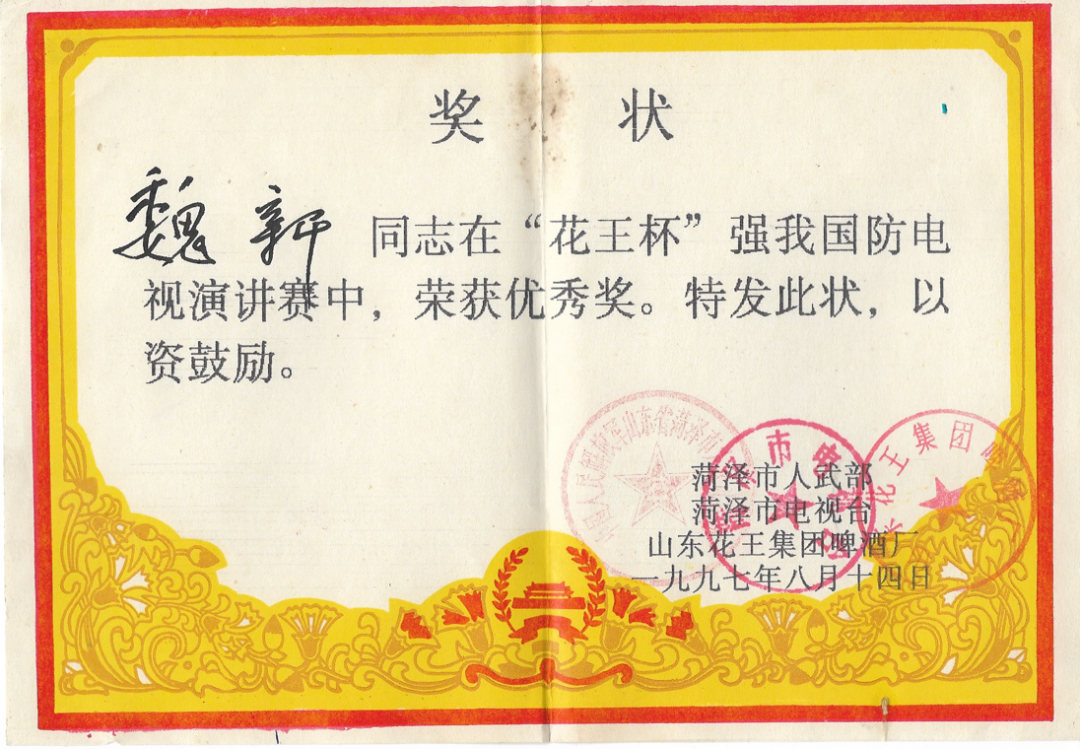 奖 状
魏新 同志在“花王杯”强我国防电
视演讲赛中，荣获优秀奖。特发此状，以
资鼓励。
菏泽市人武部
菏泽市电视台
山东花王集团啤酒厂
一九九七年八月十四日